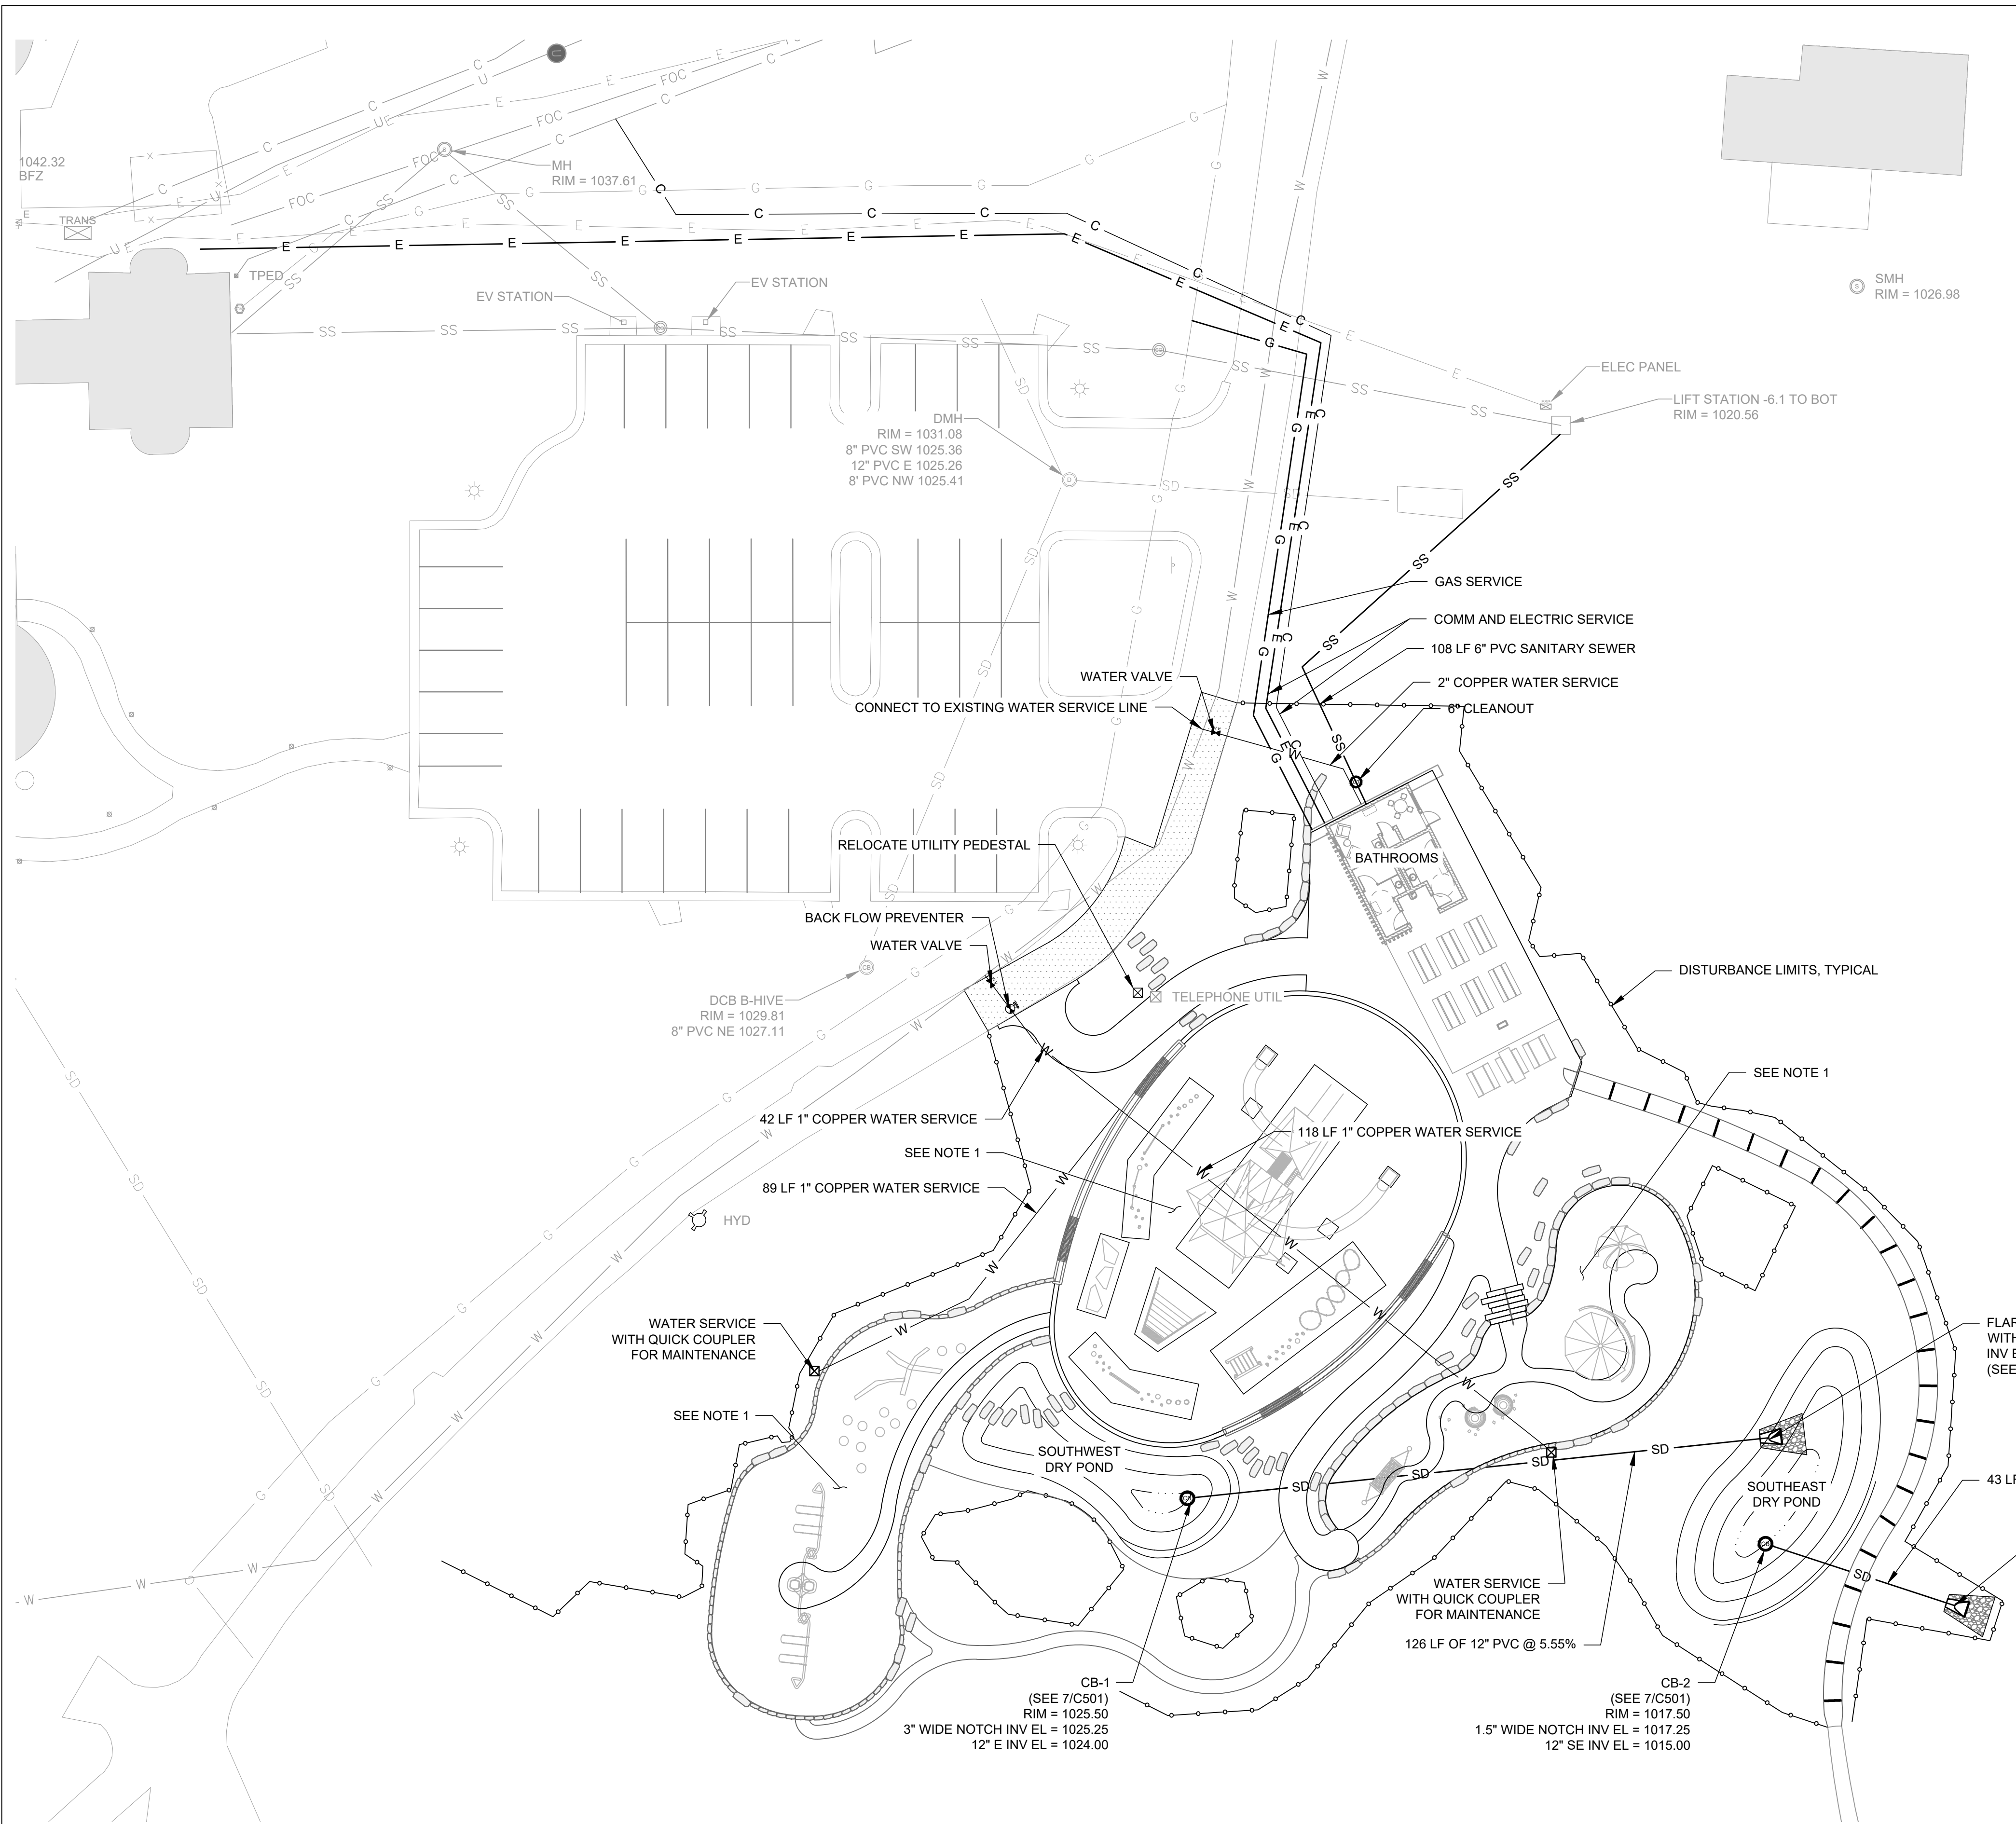 1042.32
BFZ
E
TRANS
MH
RIM = 1037.61
TPED
EV STATION
EV STATION
SMH
RIM = 1026.98
ELEC PANEL
LIFT STATION -6.1 TO BOT
RIM = 1020.56
DMH
RIM = 1031.08
8" PVC SW 1025.36
12" PVC E 1025.26
8' PVC NW 1025.41
GAS SERVICE
COMM AND ELECTRIC SERVICE
108 LF 6" PVC SANITARY SEWER
2" COPPER WATER SERVICE
6" CLEANOUT
WATER VALVE
CONNECT TO EXISTING WATER SERVICE LINE
RELOCATE UTILITY PEDESTAL
BATHROOMS
BACK FLOW PREVENTER
WATER VALVE
DCB B-HIVE
RIM = 1029.81
8" PVC NE 1027.11
TELEPHONE UTIL
DISTURBANCE LIMITS, TYPICAL
SEE NOTE 1
42 LF 1" COPPER WATER SERVICE
118 LF 1" COPPER WATER SERVICE
SEE NOTE 1
89 LF 1" COPPER WATER SERVICE
HYD
WATER SERVICE
WITH QUICK COUPLER
FOR MAINTENANCE
SEE NOTE 1
SOUTHWEST
DRY POND
SOUTHEAST
DRY POND
WITH
INV
(SEE
43
WATER SERVICE
WITH QUICK COUPLER
FOR MAINTENANCE
126 LF OF 12" PVC @ 5.55%
CB-1
(SEE 7/C501)
RIM = 1025.50
3" WIDE NOTCH INV EL = 1025.25
12" E INV EL = 1024.00
CB-2
(SEE 7/C501)
RIM = 1017.50
1.5" WIDE NOTCH INV EL = 1017.25
12" SE INV EL = 1015.00